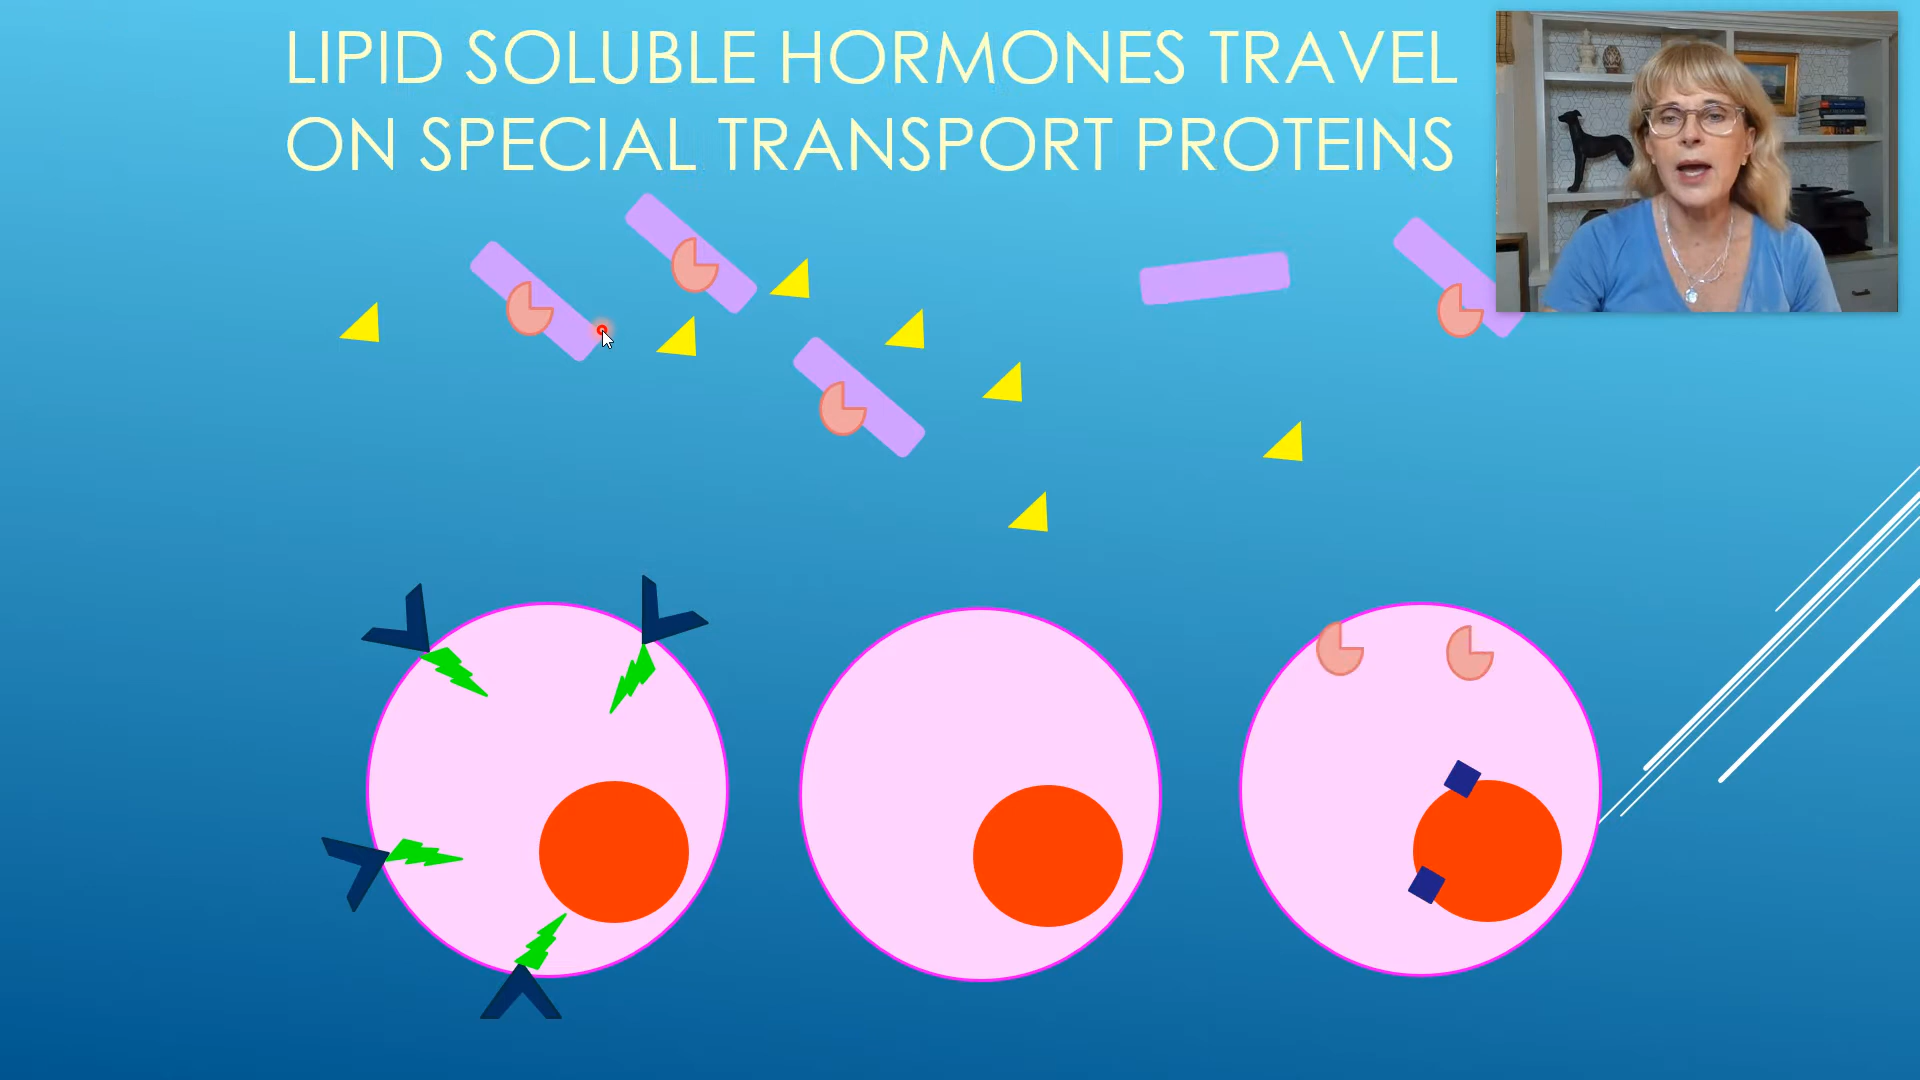 LIPID SOLUBLE HORMONES TRAVEL
ON SPECIAL TRANSPORT PROTEINS